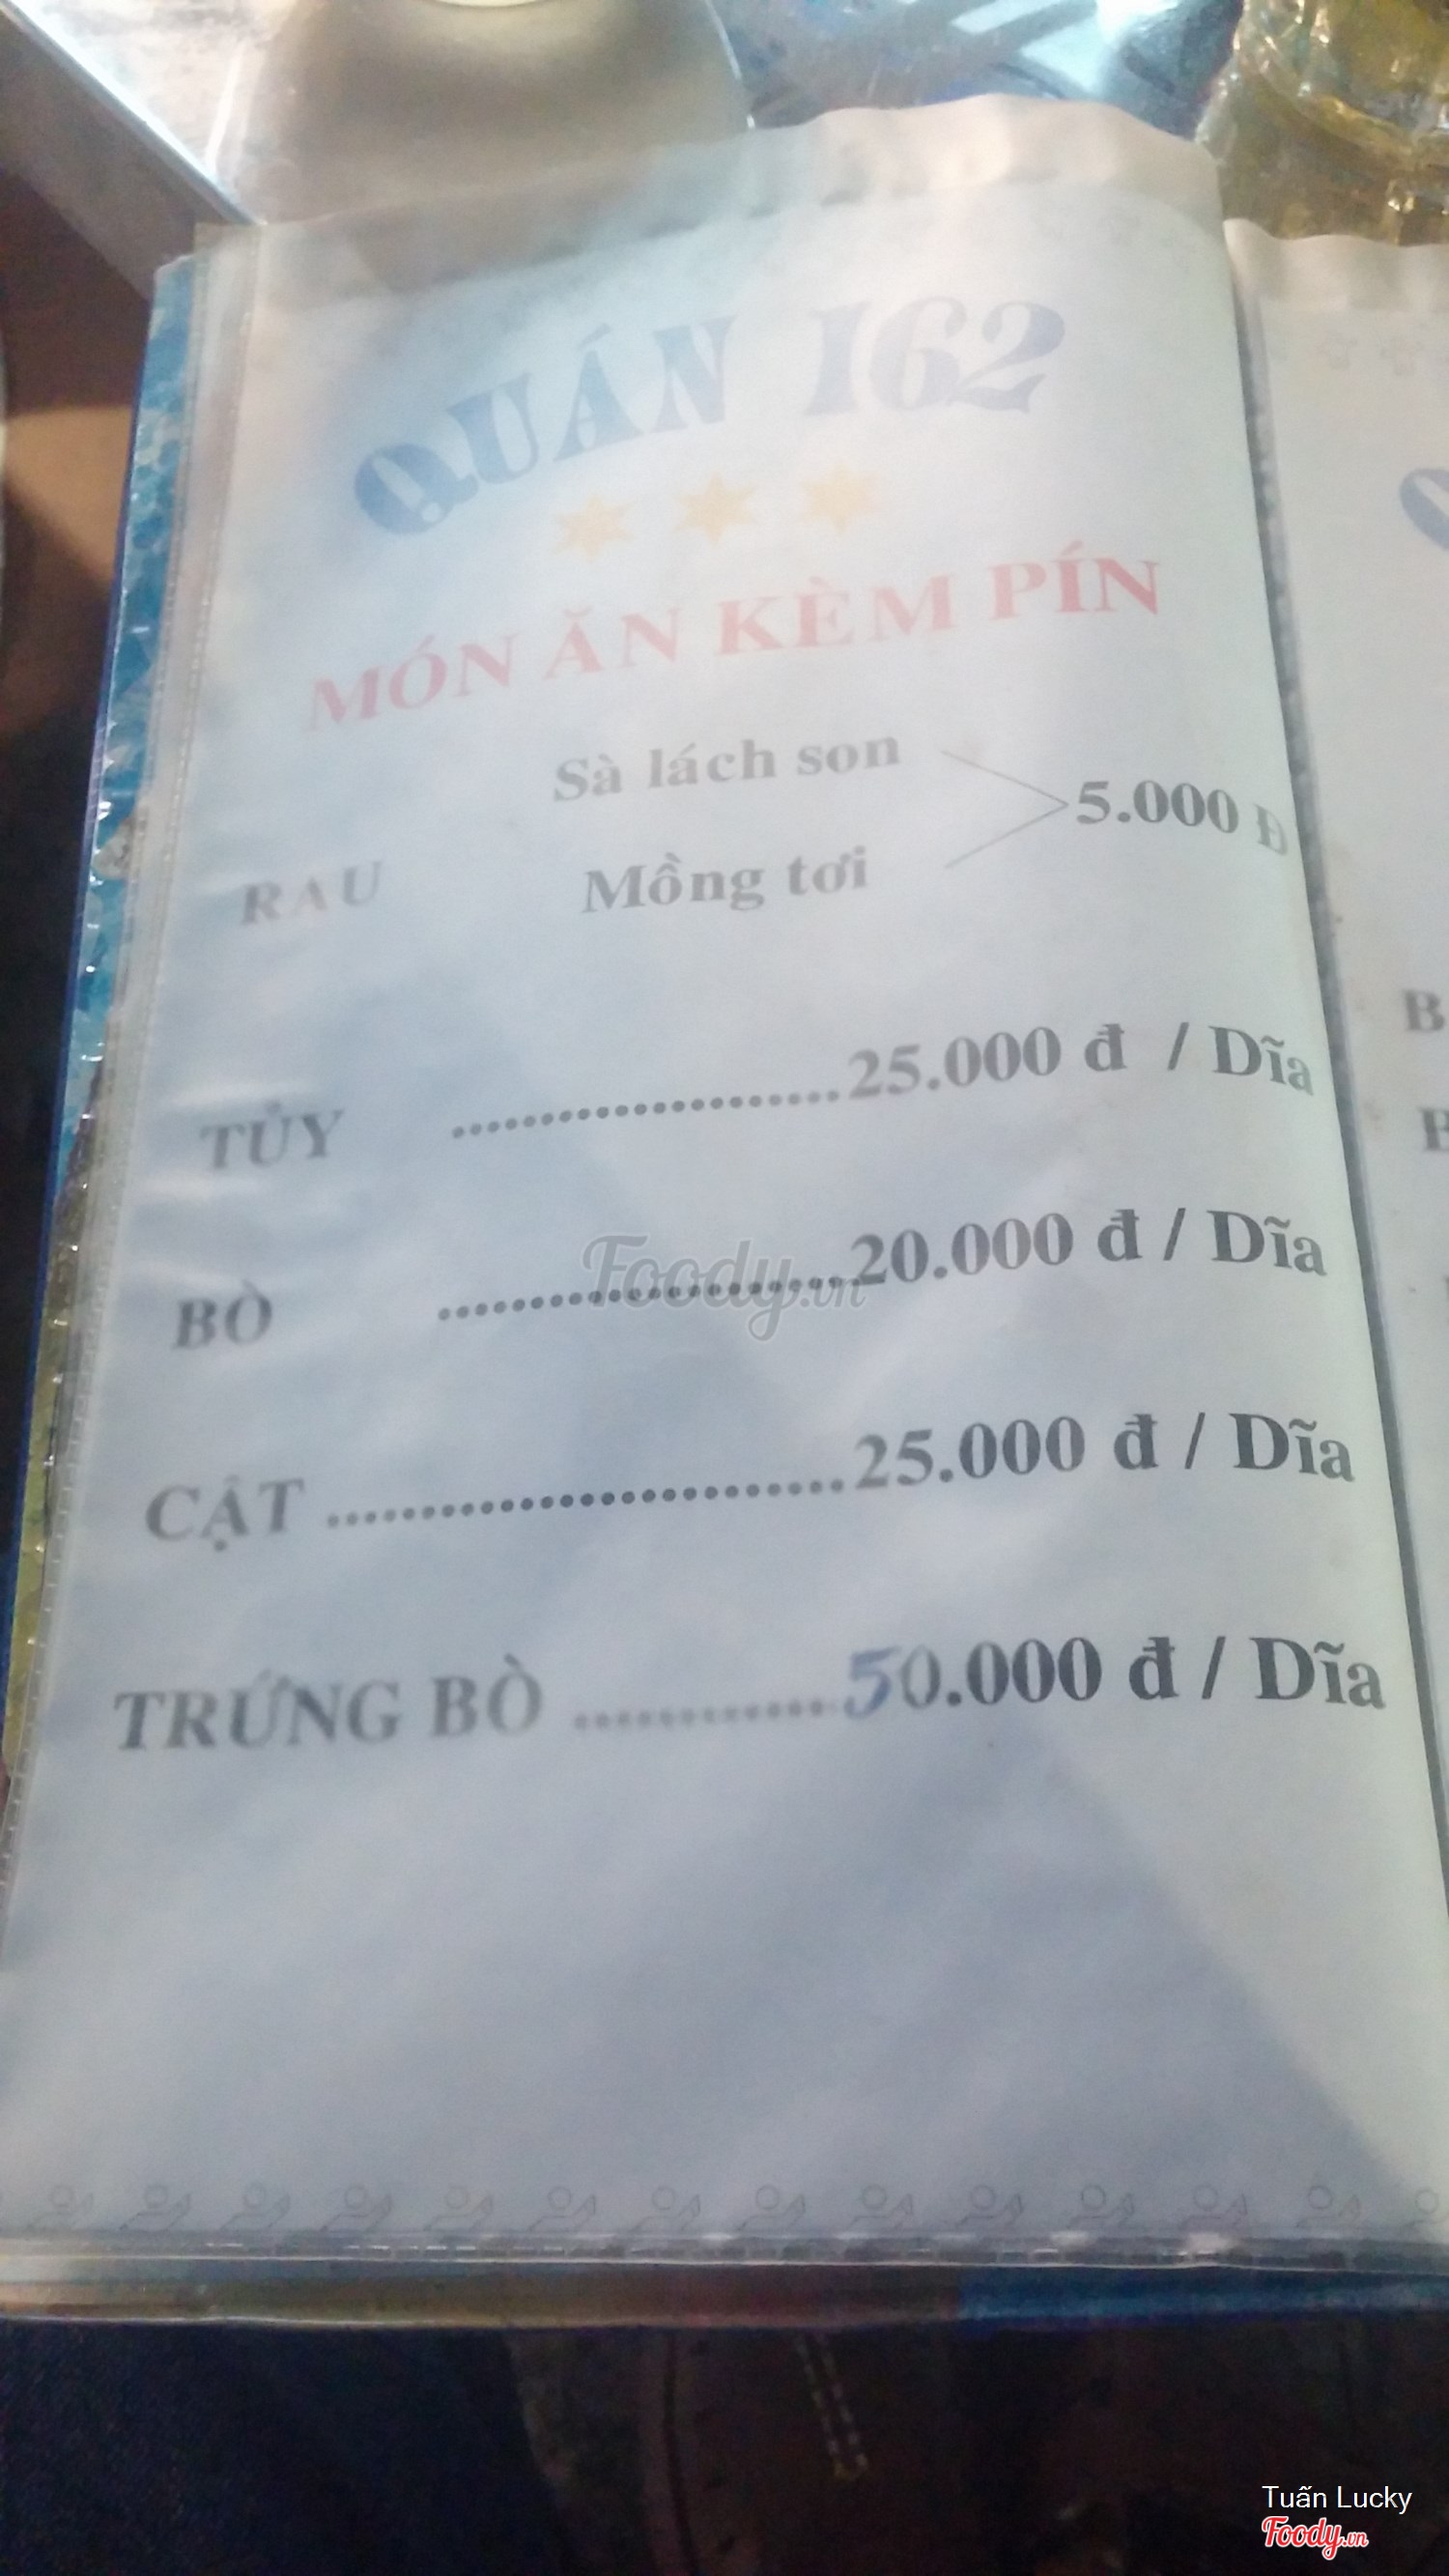 QUÁN 162
MÓN ĂN KÈM PÍN
Sà lách son
5.000 Đ
RAU Mồng tơi
TỦY ....................25.000 đ / Dĩa
BÒ ......................20.000 đ / Dĩa
CẬT ..........................25.000 đ / Dĩa
TRỨNG BÒ .............50.000 đ / Dĩa
Foody.vn
Tuấn Lucky
Foody.vn